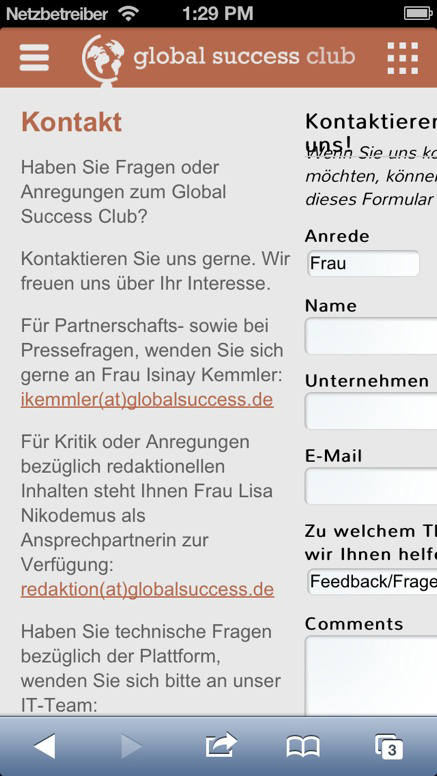 Netzbetreiber 1:29 PM
global success club
Kontakt
Haben Sie Fragen oder
Anregungen zum Global
Success Club?
Kontaktieren Sie uns gerne. Wir
freuen uns über Ihr Interesse.
Für Partnerschafts- sowie bei
Pressefragen, wenden Sie sich
gerne an Frau Isinay Kemmler:
ikemmler(at)globalsuccess.de
Für Kritik oder Anregungen
bezüglich redaktionellen
Inhalten steht Ihnen Frau Lisa
Nikodemus als
Ansprechpartnerin zur
Verfügung:
redaktion(at)globalsuccess.de
Haben Sie technische Fragen
bezüglich der Plattform,
wenden Sie sich bitte an unser
IT-Team:
Kontaktieren
uns!
Wenn Sie uns ko
möchten, könne
dieses Formular
Anrede
Frau
Name
Unternehmen
E-Mail
Zu welchem Th
wir Ihnen helfe
Feedback/Frage
Comments
3